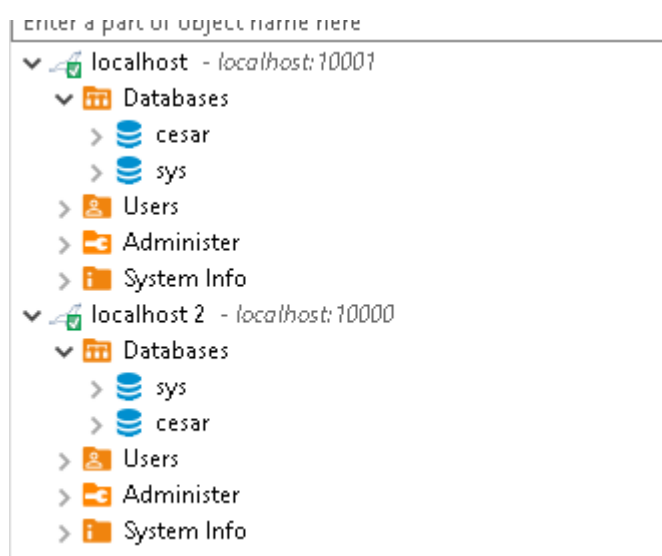 Enter a part of object name here
localhost - localhost:10001
Databases
cesar
sys
Users
Administer
System Info
localhost 2 - localhost:10000
Databases
sys
cesar
Users
Administer
System Info